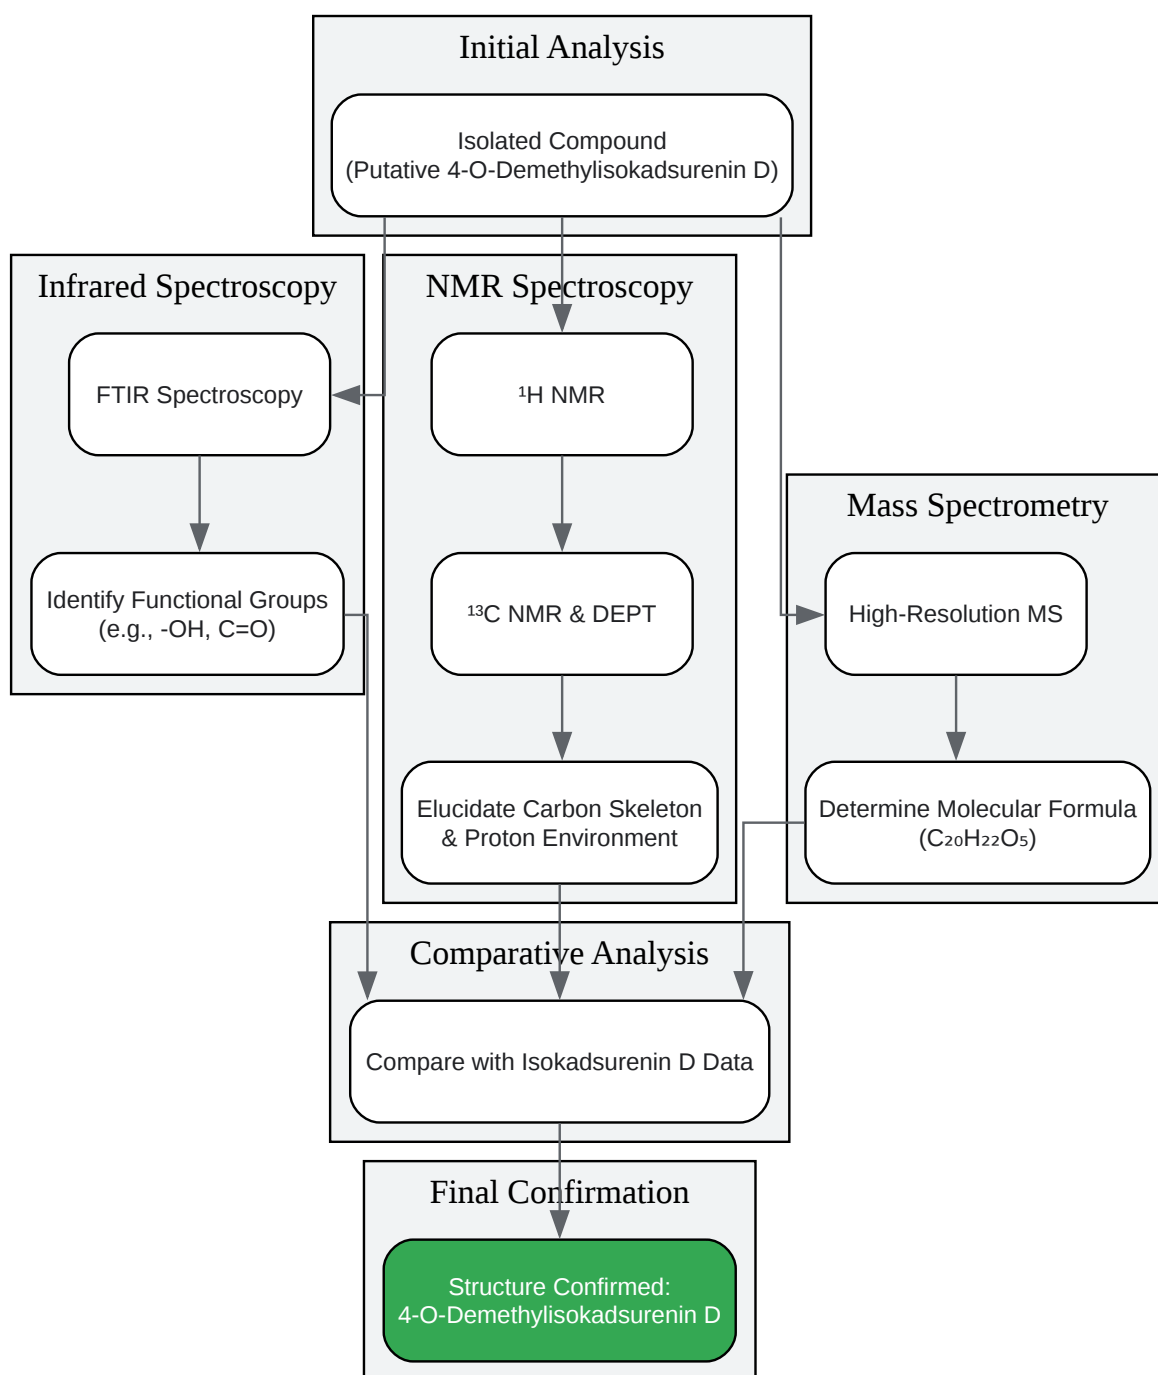 Initial Analysis
Isolated Compound
(Putative 4-O-Demethylisokadsurenin D)
Infrared Spectroscopy
FTIR Spectroscopy
Identify Functional Groups
(e.g., -OH, C=O)
NMR Spectroscopy
¹H NMR
¹³C NMR & DEPT
Elucidate Carbon Skeleton
& Proton Environment
Mass Spectrometry
High-Resolution MS
Determine Molecular Formula
(C₂₀H₂₂O₅)
Comparative Analysis
Compare with Isokadsurenin D Data
Final Confirmation
Structure Confirmed:
4-O-Demethylisokadsurenin D